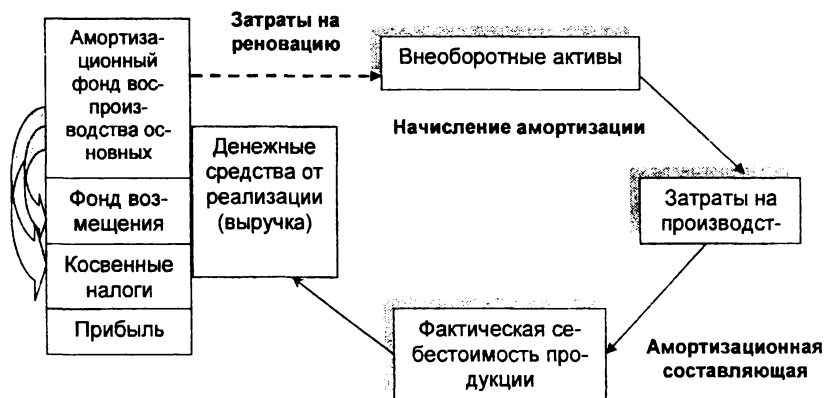 Затраты на
реновацию
Амортиза-
ционный
фонд вос-
произ-
водства ос-
новных
Фонд воз-
мещения
Косвенные
налоги
Прибыль
Денежные
средства от
реализации
(выручка)
Внеоборотные активы
Начисление амортизации
Затраты на
производст-
Фактическая се-
бестоимость про-
дукции
Амортизационная
составляющая